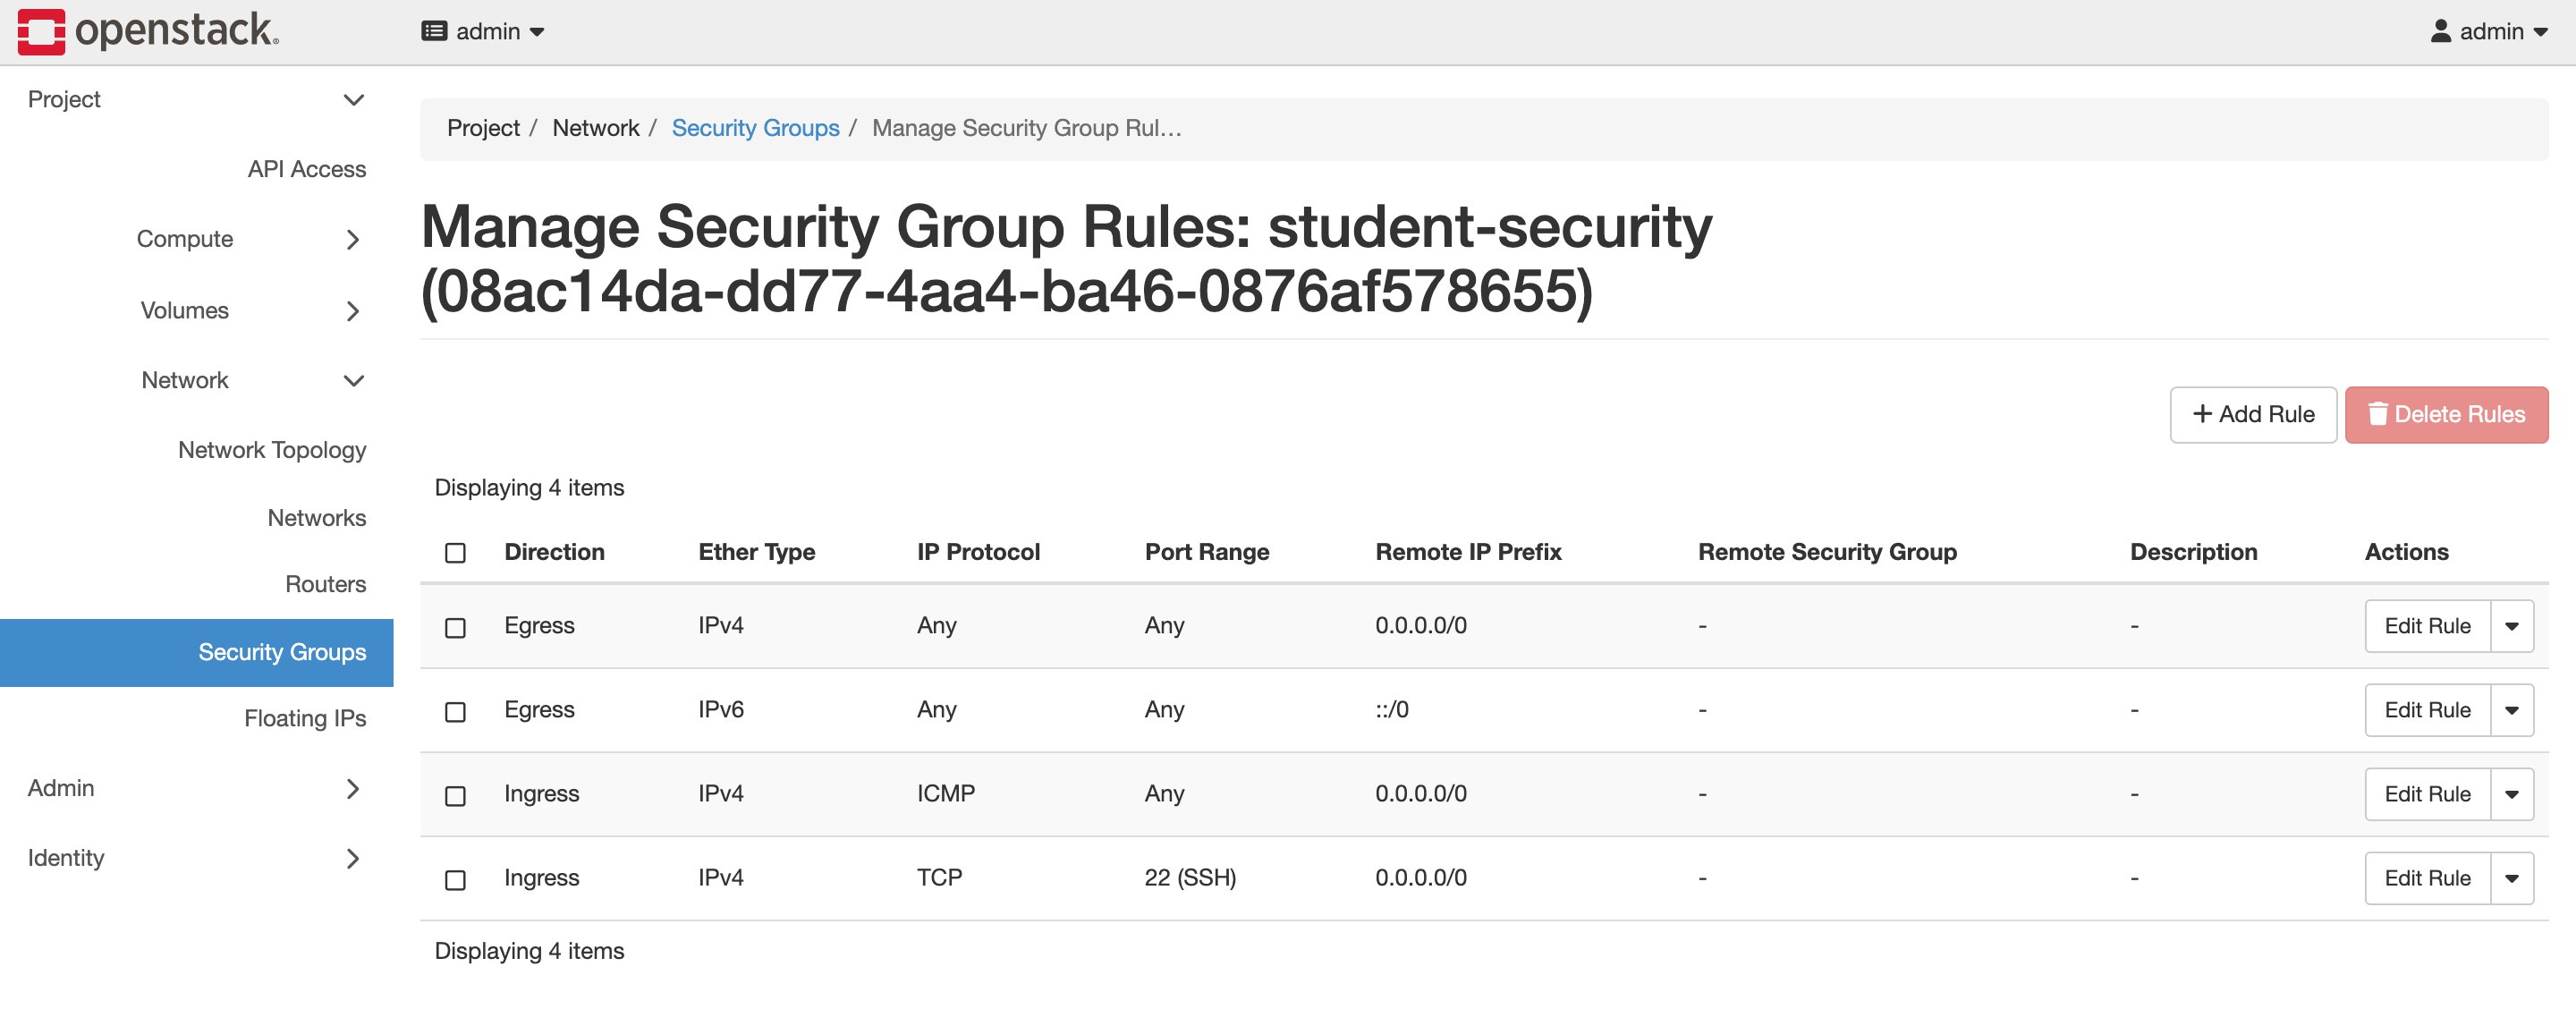 openstack.
admin
admin
Project
API Access
Compute
Volumes
Network
Network Topology
Networks
Routers
Security Groups
Floating IPs
Admin
Identity
Project / Network / Security Groups / Manage Security Group Rul…
Manage Security Group Rules: student-security
(08ac14da-dd77-4aa4-ba46-0876af578655)
+ Add Rule Delete Rules
Displaying 4 items
Direction Ether Type IP Protocol Port Range Remote IP Prefix Remote Security Group Description Actions
Egress IPv4 Any Any 0.0.0.0/0 - - Edit Rule
Egress IPv6 Any Any ::/0 - - Edit Rule
Ingress IPv4 ICMP Any 0.0.0.0/0 - - Edit Rule
Ingress IPv4 TCP 22 (SSH) 0.0.0.0/0 - - Edit Rule
Displaying 4 items